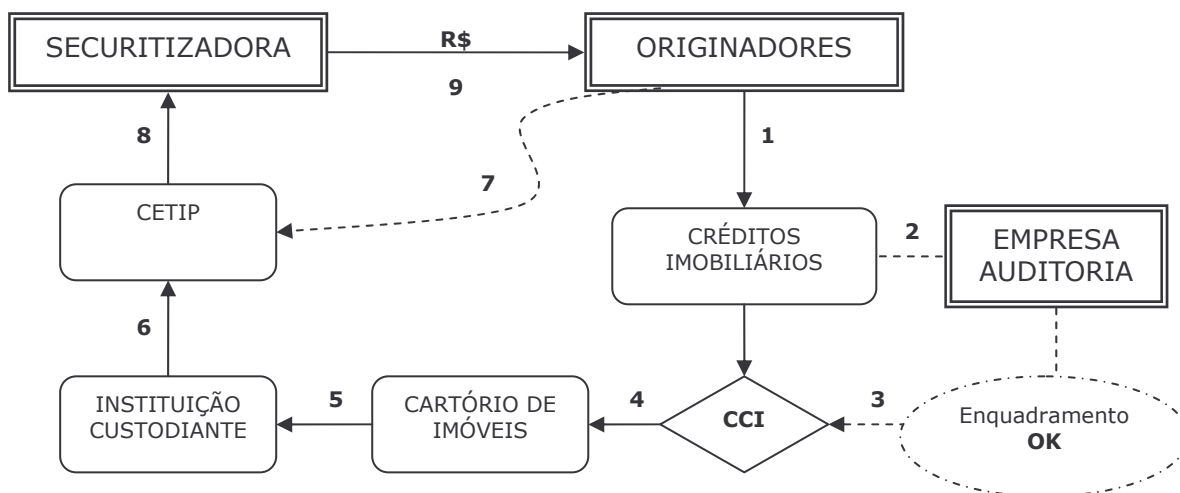 SECURITIZADORA
R$
ORIGINADORES
9
8
1
7
CETIP
CRÉDITOS
IMOBILIÁRIOS
2
EMPRESA
AUDITORIA
6
INSTITUIÇÃO
CUSTODIANTE
5
CARTÓRIO DE
IMÓVEIS
4
CCI
3
Enquadramento
OK